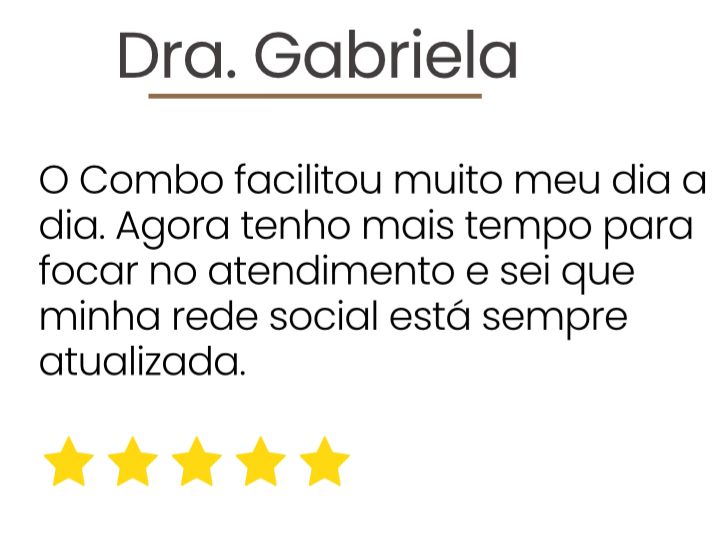 Dra. Gabriela
O Combo facilitou muito meu dia a
dia. Agora tenho mais tempo para
focar no atendimento e sei que
minha rede social está sempre
atualizada.